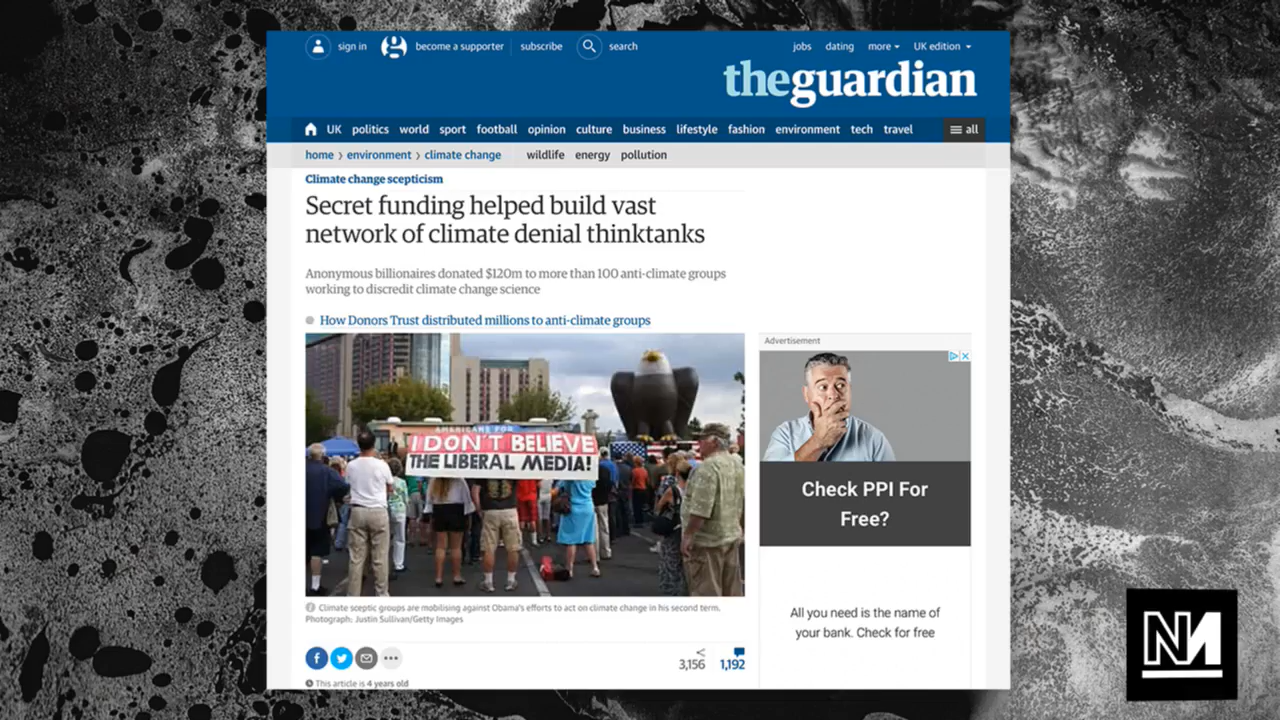 sign in become a supporter subscribe search jobs dating more UK edition
theguardian
UK politics world sport football opinion culture business lifestyle fashion environment tech travel all
home environment climate change wildlife energy pollution
Climate change scepticism
Secret funding helped build vast
network of climate denial thinktanks
Anonymous billionaires donated $120m to more than 100 anti-climate groups
working to discredit climate change science
How Donors Trust distributed millions to anti-climate groups
AMERICANS FOR
I DON'T BELIEVE
THE LIBERAL MEDIA!
Climate sceptic groups are mobilising against Obama's efforts to act on climate change in his second term.
Photograph: Justin Sullivan/Getty Images
3,156 1,192
This article is 4 years old
Advertisement
Check PPI For
Free?
All you need is the name of
your bank. Check for free
NM